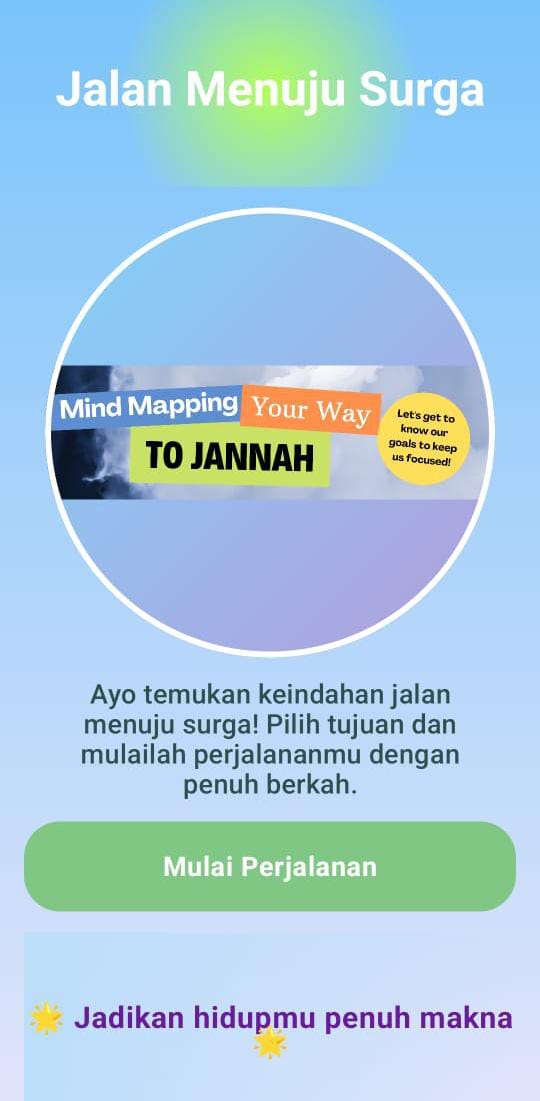 Jalan Menuju Surga
Mind Mapping Your Way
TO JANNAH
Let's get to
know our
goals to keep
us focused!
Ayo temukan keindahan jalan
menuju surga! Pilih tujuan dan
mulailah perjalananmu dengan
penuh berkah.
Mulai Perjalanan
🌟 Jadikan hidupmu penuh makna
🌟